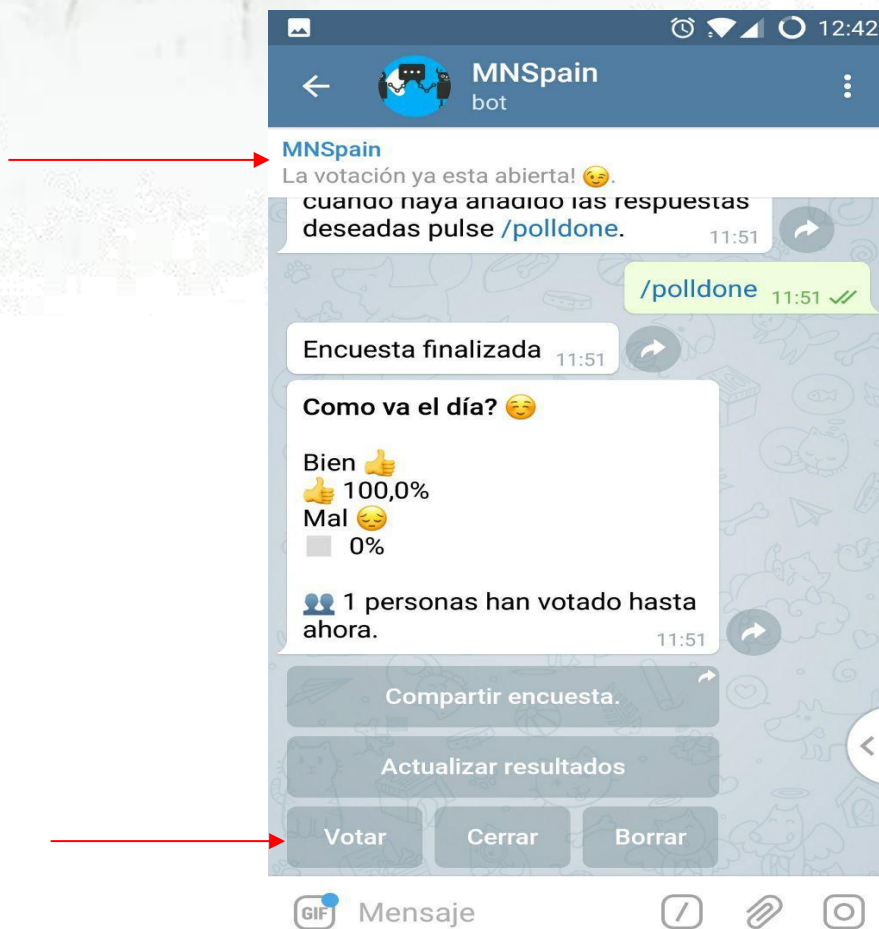 12:42
MNSpain
bot
MNSpain
La votación ya esta abierta! 😉.
cuando haya añadido las respuestas
deseadas pulse /polldone. 11:51
/polldone 11:51
Encuesta finalizada 11:51
Como va el día? ☺️
Bien 👍
👍 100,0%
Mal 😔
0%
👥 1 personas han votado hasta
ahora. 11:51
Compartir encuesta.
Actualizar resultados
Votar Cerrar Borrar
GIF Mensaje